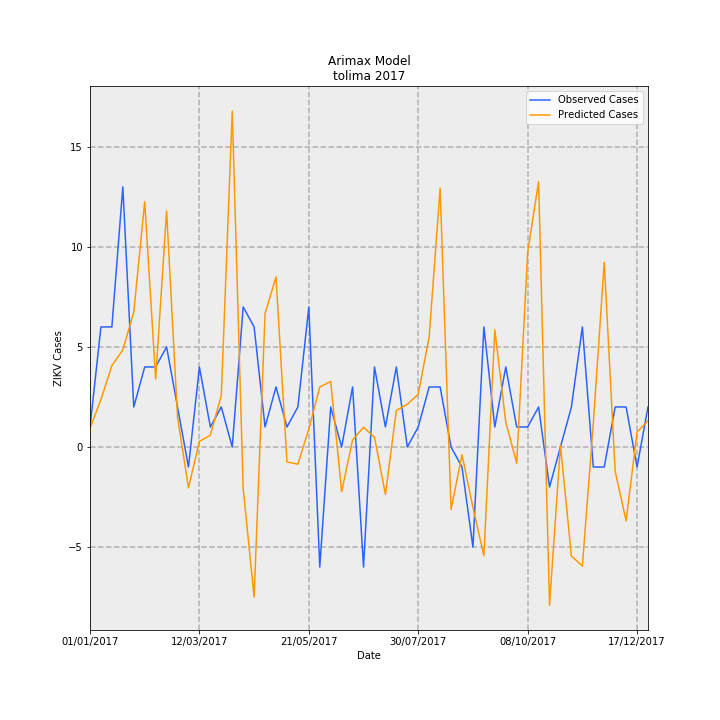 Arimax Model
tolima 2017
Observed Cases
Predicted Cases
15
10
5
0
−5
ZIKV Cases
01/01/2017
12/03/2017
21/05/2017
30/07/2017
08/10/2017
17/12/2017
Date